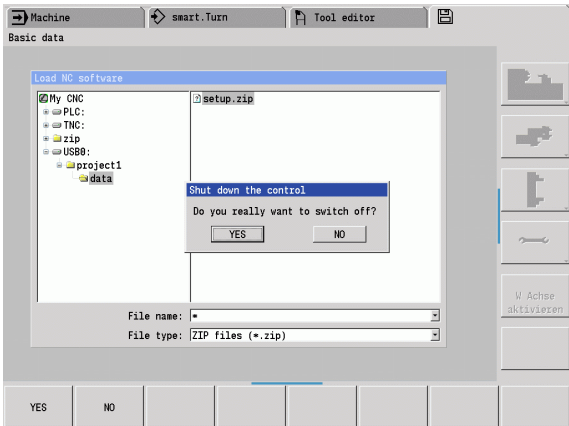 Machine
smart.Turn
Tool editor
Basic data
Load NC software
My CNC
PLC:
TNC:
zip
USB0:
project1
data
setup.zip
Shut down the control
Do you really want to switch off?
YES
NO
File name:
*
File type:
ZIP files (*.zip)
W Achse
aktivieren
YES
NO